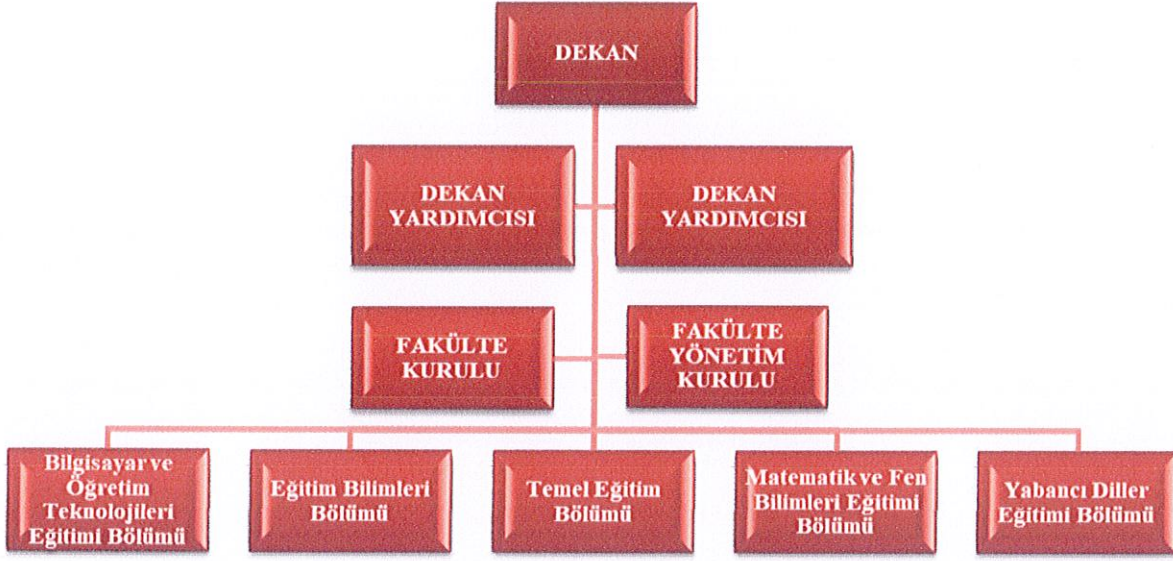 DEKAN
DEKAN
YARDIMCISI
DEKAN
YARDIMCISI
FAKÜLTE
KURULU
FAKÜLTE
YÖNETİM
KURULU
Bilgisayar ve
Öğretim
Teknolojileri
Eğitimi Bölümü
Eğitim Bilimleri
Bölümü
Temel Eğitim
Bölümü
Matematik ve Fen
Bilimleri Eğitimi
Bölümü
Yabancı Diller
Eğitimi Bölümü